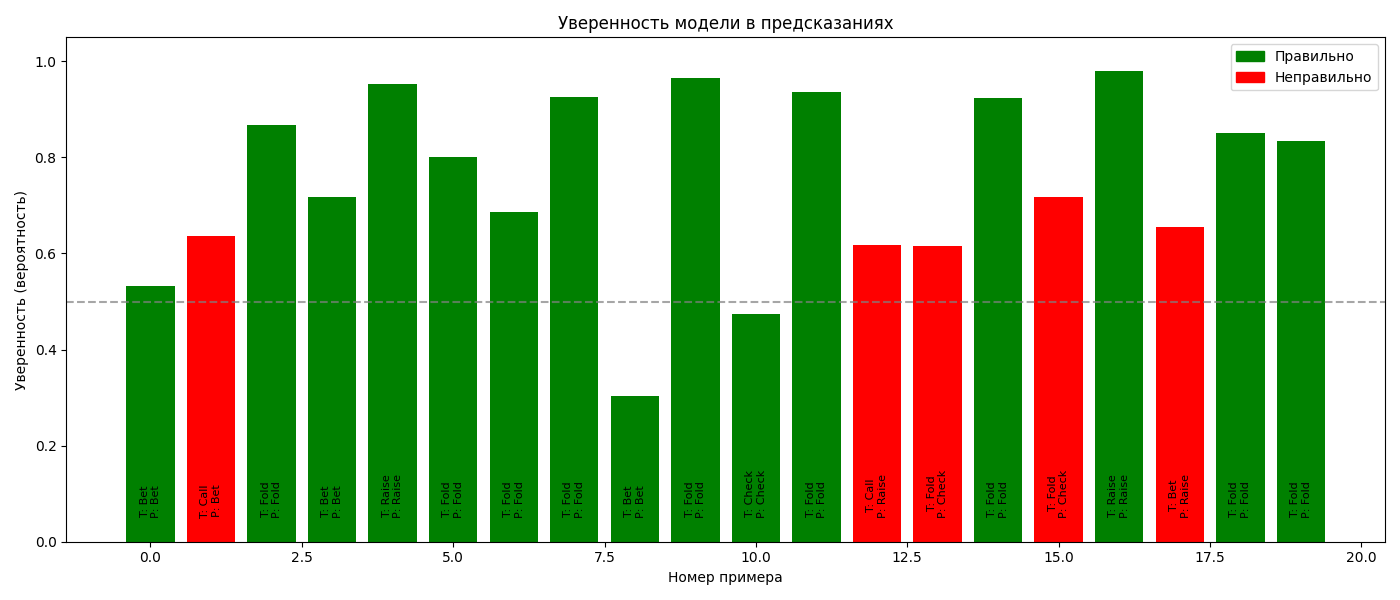 Уверенность модели в предсказаниях
Правильно
Неправильно
Уверенность (вероятность)
1.0
0.8
0.6
0.4
0.2
0.0
T: Bet
P: Bet
T: Call
P: Bet
T: Fold
P: Fold
T: Bet
P: Bet
T: Raise
P: Raise
T: Fold
P: Fold
T: Fold
P: Fold
T: Fold
P: Fold
T: Bet
P: Bet
T: Fold
P: Fold
T: Check
P: Check
T: Fold
P: Fold
T: Call
P: Raise
T: Fold
P: Check
T: Fold
P: Fold
T: Fold
P: Check
T: Raise
P: Raise
T: Bet
P: Raise
T: Fold
P: Fold
T: Fold
P: Fold
0.0 2.5 5.0 7.5 10.0 12.5 15.0 17.5 20.0
Номер примера